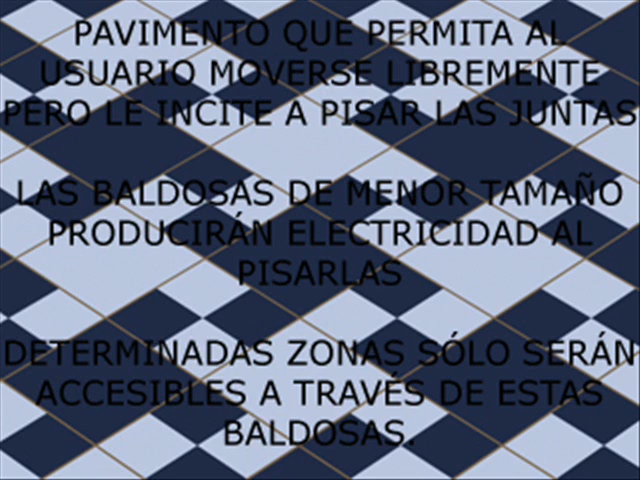 PAVIMENTO QUE PERMITA AL
USUARIO MOVERSE LIBREMENTE
PERO LE INCITE A PISAR LAS JUNTAS
LAS BALDOSAS DE MENOR TAMAÑO
PRODUCIRÁN ELECTRICIDAD AL
PISARLAS
DETERMINADAS ZONAS SÓLO SERÁN
ACCESIBLES A TRAVÉS DE ESTAS
BALDOSAS.